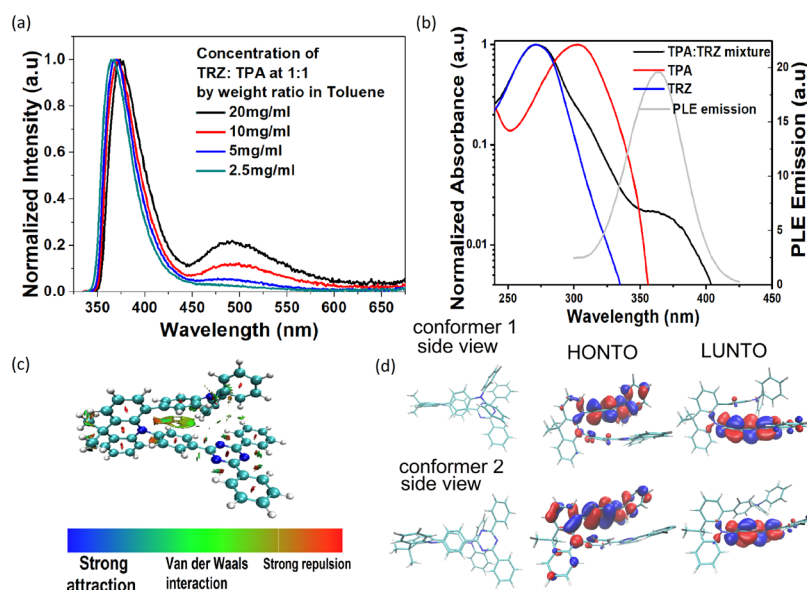 (a)
Normalized Intensity (a.u)
1.0
0.8
0.6
0.4
0.2
0.0
Concentration of
TRZ: TPA at 1:1
by weight ratio in Toluene
20mg/ml
10mg/ml
5mg/ml
2.5mg/ml
350 400 450 500 550 600 650
Wavelength (nm)
(b)
Normalized Absorbance (a.u)
1
0.1
0.01
TPA:TRZ mixture
TPA
TRZ
PLE emission
PLE Emission (a.u)
20
15
10
5
0
250 300 350 400 450
Wavelength (nm)
(c)
Strong
attraction
Van der Waals
interaction
Strong repulsion
(d)
conformer 1
side view
HONTO
LUNTO
conformer 2
side view